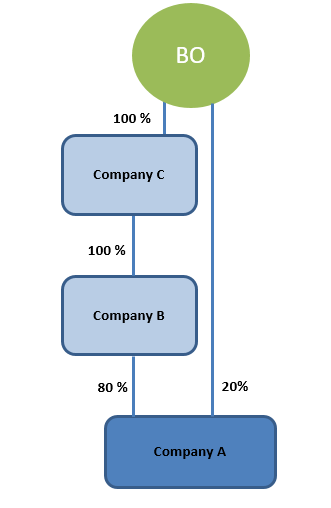 BO
100 %
Company C
100 %
Company B
80 %
20%
Company A